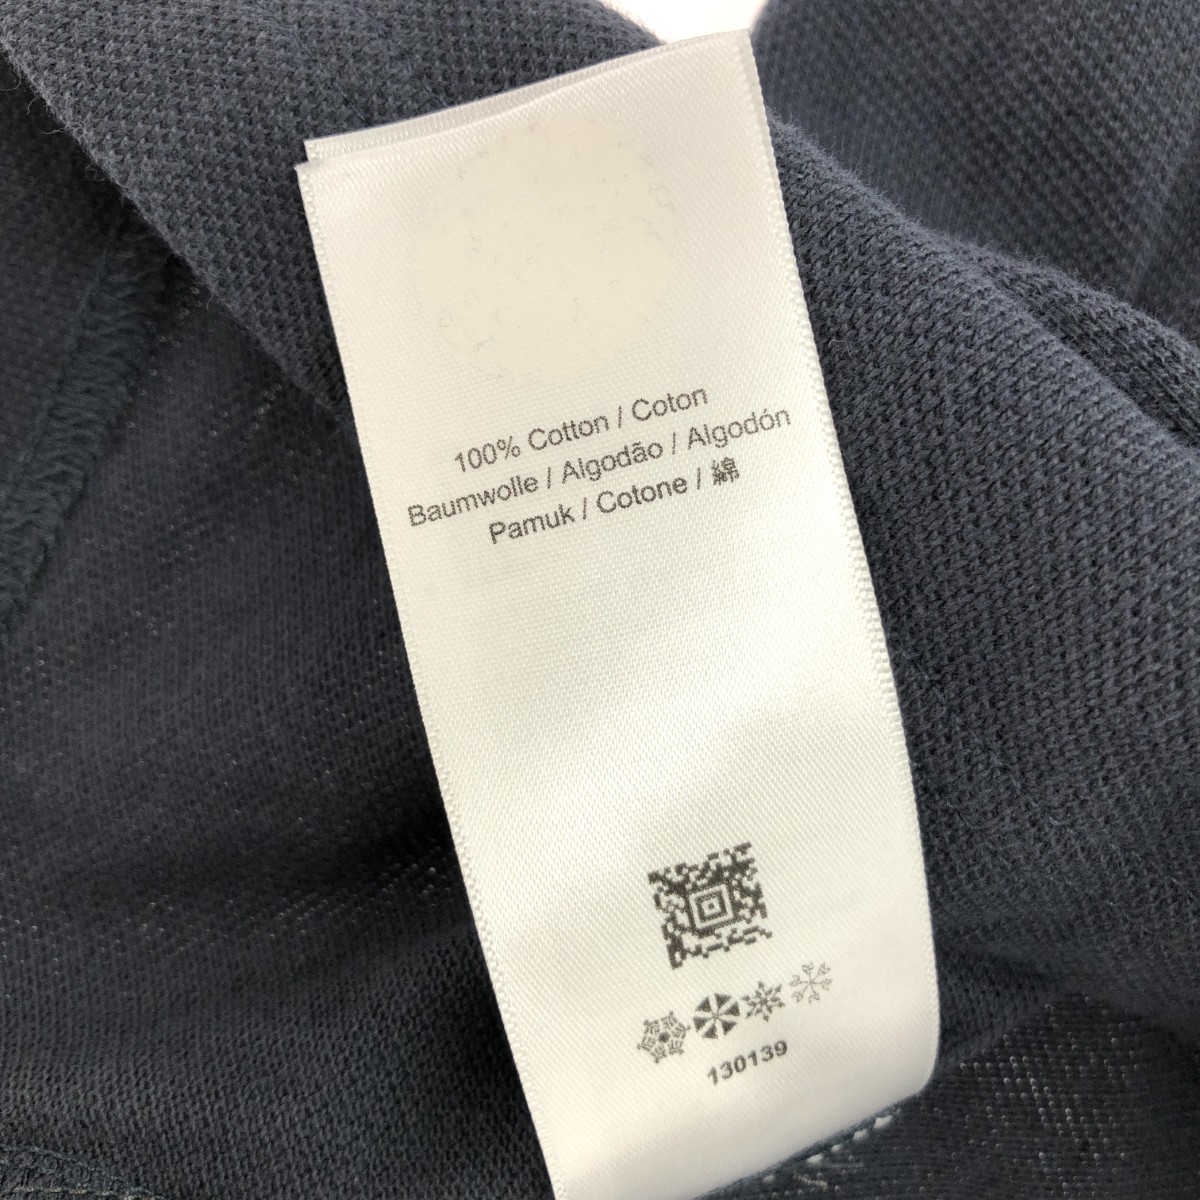 100% Cotton / Coton
Baumwolle / Algodão / Algodón
Pamuk / Cotone / 綿
130139